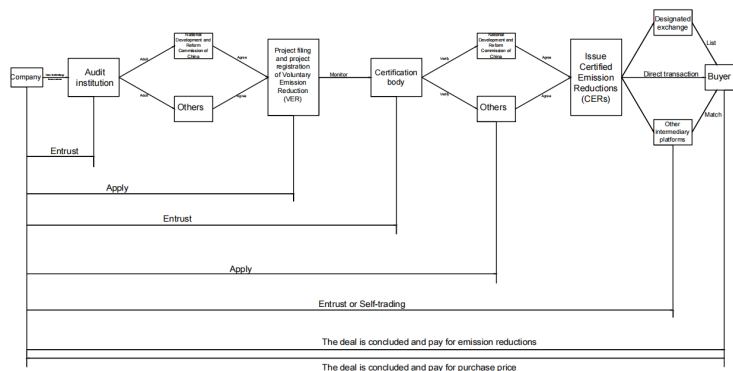 Company
Audit
institution
National
Development and
Reform
Commission of
China
Others
Audit
Audit
Agree
Agree
Project filing
and project
registration
of Voluntary
Emission
Reduction
(VER)
Monitor
Certification
body
Verify
Verify
National
Development and
Reform
Commission of
China
Others
Agree
Agree
Issue
Certified
Emission
Reductions
(CERs)
Designated
exchange
List
Direct transaction
Buyer
Match
Other
intermediary
platforms
Entrust
Apply
Entrust
Apply
Entrust or Self-trading
The deal is concluded and pay for emission reductions
The deal is concluded and pay for purchase price